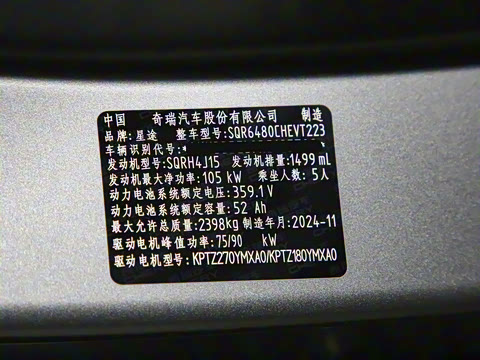 中国 奇瑞汽车股份有限公司 制造
品牌:星途 整车型号:SQR6480CHEVT223
车辆识别代号:
发动机型号:SQRH4J15 发动机排量:1499 mL
发动机最大净功率:105 kW 乘坐人数:5人
动力电池系统额定电压:359.1 V
动力电池系统额定容量:52 Ah
最大允许总质量:2398kg 制造年月:2024-11
驱动电机峰值功率:75/90 kW
驱动电机型号:KPTZ270YMXA0/KPTZ180YMXA0